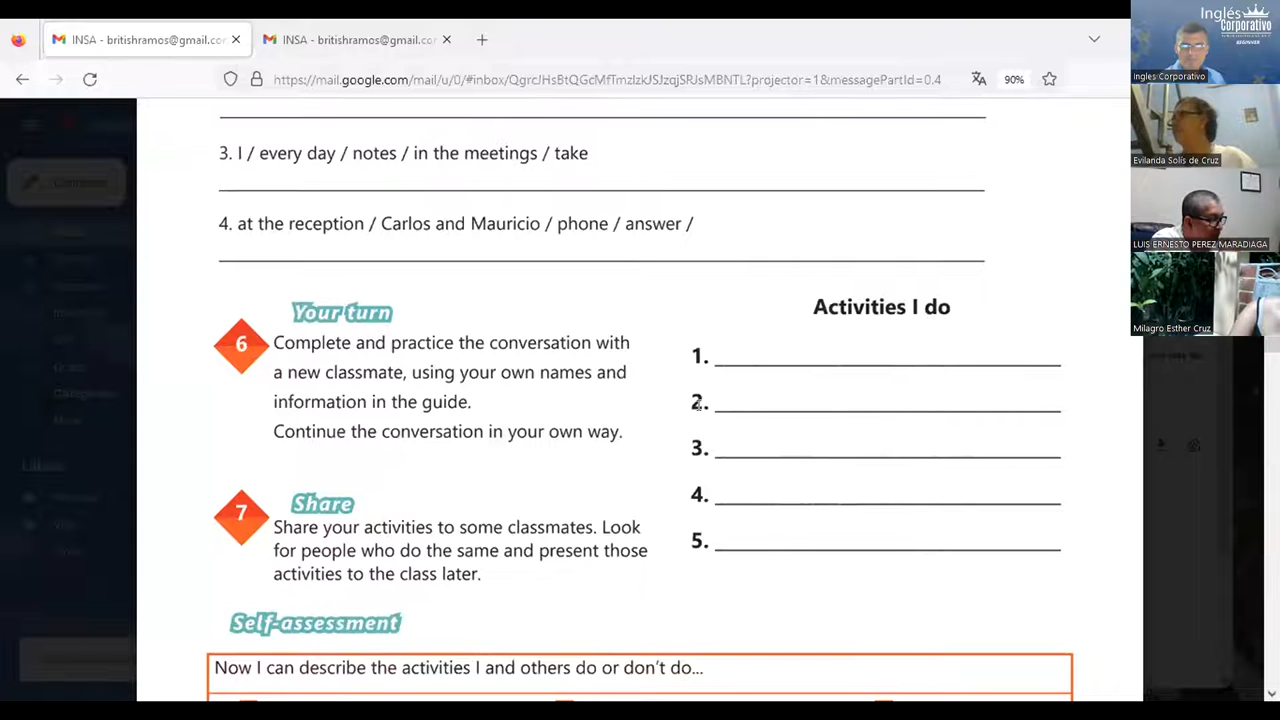 INSA - britishramos@gmail.cor
INSA - britishramos@gmail.co
https://mail.google.com/mail/u/0/#inbox/QgrcJHsBtQGcMfTmzlzkJSJzqjSRJsMBNTL?projector=1&messagePartId=0.4
90%
3. I / every day / notes / in the meetings / take
4. at the reception / Carlos and Mauricio / phone / answer /
Your turn
6
Complete and practice the conversation with
a new classmate, using your own names and
information in the guide.
Continue the conversation in your own way.
7
Share
Share your activities to some classmates. Look
for people who do the same and present those
activities to the class later.
Activities I do
1.
2.
3.
4.
5.
Self-assessment
Now I can describe the activities I and others do or don't do...
Inglés
Corporativo
BEGINNER
Ingles Corporativo
Evilanda Solís de Cruz
LUIS ERNESTO PEREZ MARADIAGA
Milagro Esther Cruz